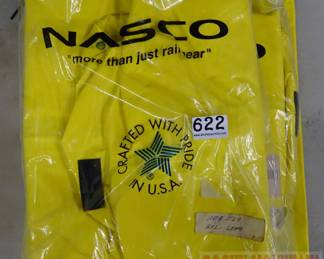 NASCO
"more than just rainwear"
622
CRAFTED WITH PRIDE
IN U.S.A.